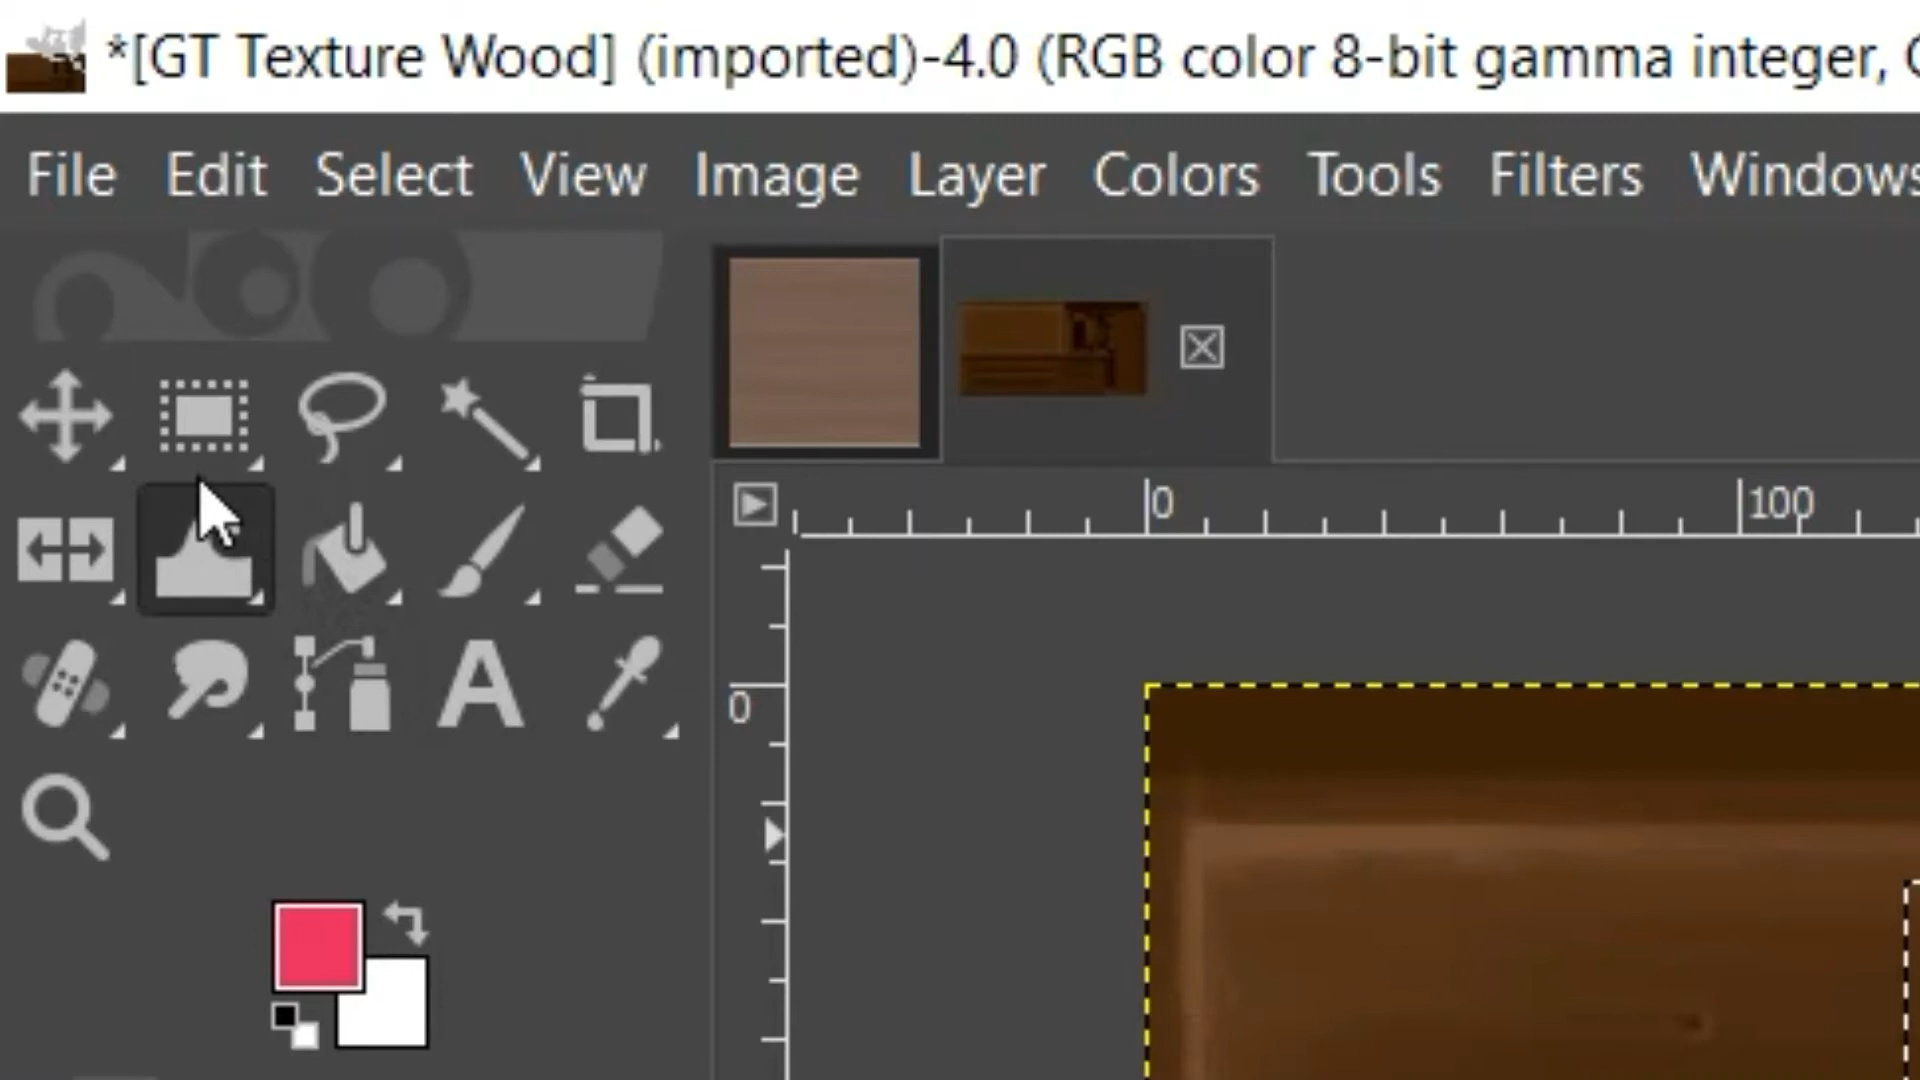 *[GT Texture Wood] (imported)-4.0 (RGB color 8-bit gamma integer,
File Edit Select View Image Layer Colors Tools Filters Windows
0 100
0
A